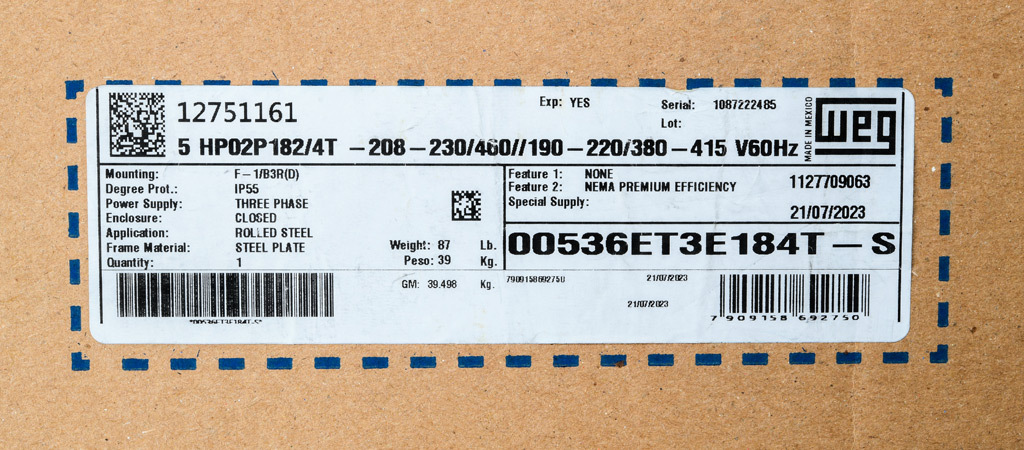 12751161
Exp: YES
Serial: 1087222485
Lot:
MADE IN MEXICO
WEG
5 HP02P182/4T -208-230/460//190-220/380-415 V60Hz
Mounting: F-1/B3R(D)
Degree Prot.: IP55
Power Supply: THREE PHASE
Enclosure: CLOSED
Application: ROLLED STEEL
Frame Material: STEEL PLATE
Quantity: 1
Weight: 87 Lb.
Peso: 39 Kg.
Feature 1: NONE
Feature 2: NEMA PREMIUM EFFICIENCY
Special Supply:
1127709063
21/07/2023
00536ET3E184T-S
GM: 39.498 Kg.
*00536ET3E184T-S*
7909158692750
21/07/2023
21/07/2023
7 909158 692750